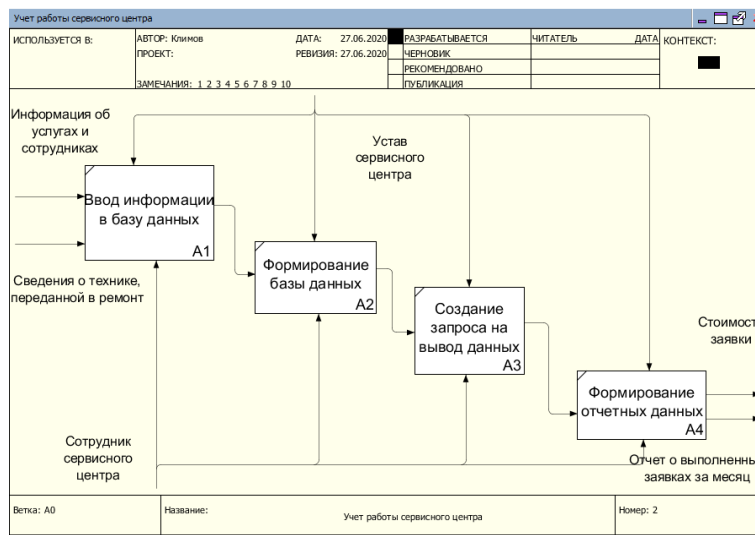 Учет работы сервисного центра
ИСПОЛЬЗУЕТСЯ В:
АВТОР: Климов
ДАТА: 27.06.2020
РАЗРАБАТЫВАЕТСЯ
ЧИТАТЕЛЬ
ДАТА
КОНТЕКСТ:
ПРОЕКТ:
РЕВИЗИЯ: 27.06.2020
ЧЕРНОВИК
РЕКОМЕНДОВАНО
ЗАМЕЧАНИЯ: 1 2 3 4 5 6 7 8 9 10
ПУБЛИКАЦИЯ
Информация об
услугах и
сотрудниках
Устав
сервисного
центра
Ввод информации
в базу данных
A1
Формирование
базы данных
A2
Сведения о технике,
переданной в ремонт
Создание
запроса на
вывод данных
A3
Стоимост
заявки
Формирование
отчетных данных
A4
Сотрудник
сервисного
центра
Отчет о выполненны
заявках за месяц
Ветка: A0
Название:
Учет работы сервисного центра
Номер: 2